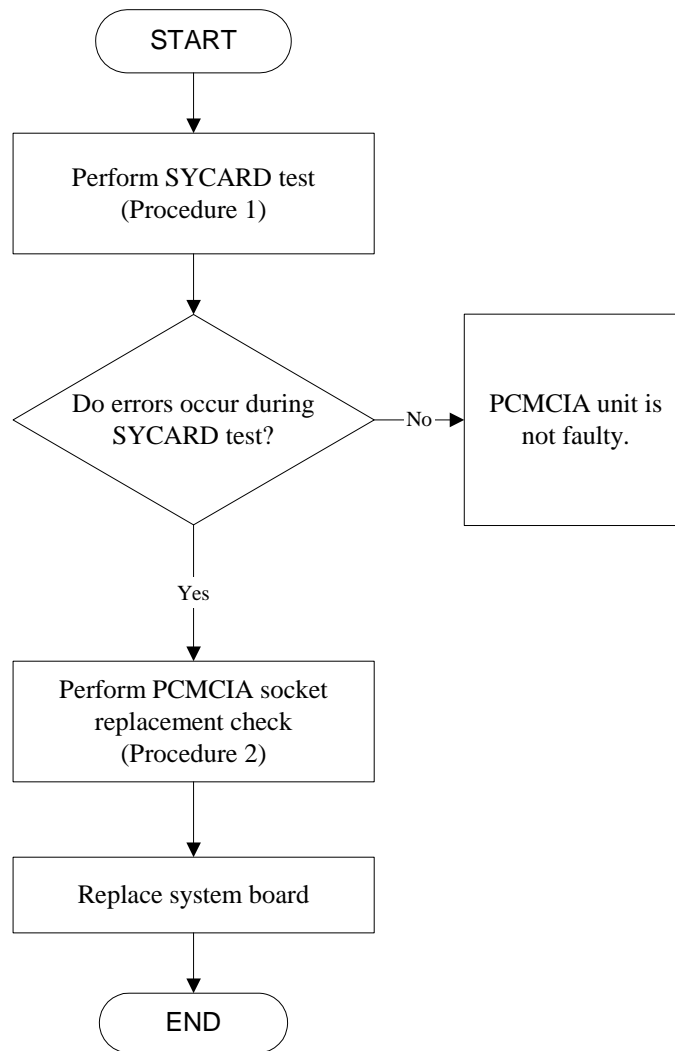 START
Perform SYCARD test
(Procedure 1)
Do errors occur during
SYCARD test?
No
PCMCIA unit is
not faulty.
Yes
Perform PCMCIA socket
replacement check
(Procedure 2)
Replace system board
END